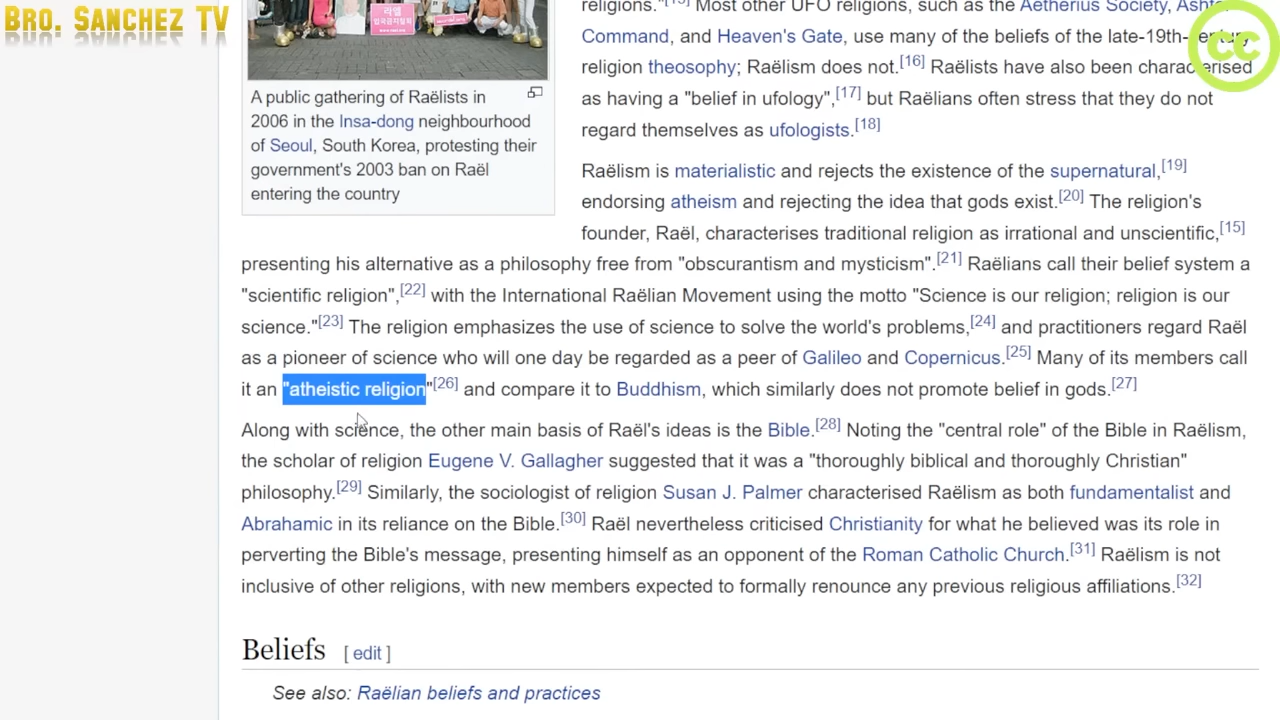 BRO. SANCHEZ TV
CC
religions."[15] Most other UFO religions, such as the Aetherius Society,
Command, and Heaven's Gate, use many of the beliefs of the late-19th-century
religion theosophy; Raëlism does not.[16] Raëlists have also been characterised
as having a "belief in ufology",[17] but Raëlians often stress that they do not
regard themselves as ufologists.[18]
A public gathering of Raëlists in
2006 in the Insa-dong neighbourhood
of Seoul, South Korea, protesting their
government's 2003 ban on Raël
entering the country
Raëlism is materialistic and rejects the existence of the supernatural,[19]
endorsing atheism and rejecting the idea that gods exist.[20] The religion's
founder, Raël, characterises traditional religion as irrational and unscientific,[15]
presenting his alternative as a philosophy free from "obscurantism and mysticism".[21] Raëlians call their belief system a
"scientific religion",[22] with the International Raëlian Movement using the motto "Science is our religion; religion is our
science."[23] The religion emphasizes the use of science to solve the world's problems,[24] and practitioners regard Raël
as a pioneer of science who will one day be regarded as a peer of Galileo and Copernicus.[25] Many of its members call
it an "atheistic religion"[26] and compare it to Buddhism, which similarly does not promote belief in gods.[27]
Along with science, the other main basis of Raël's ideas is the Bible.[28] Noting the "central role" of the Bible in Raëlism,
the scholar of religion Eugene V. Gallagher suggested that it was a "thoroughly biblical and thoroughly Christian"
philosophy.[29] Similarly, the sociologist of religion Susan J. Palmer characterised Raëlism as both fundamentalist and
Abrahamic in its reliance on the Bible.[30] Raël nevertheless criticised Christianity for what he believed was its role in
perverting the Bible's message, presenting himself as an opponent of the Roman Catholic Church.[31] Raëlism is not
inclusive of other religions, with new members expected to formally renounce any previous religious affiliations.[32]
Beliefs [ edit ]
See also: Raëlian beliefs and practices